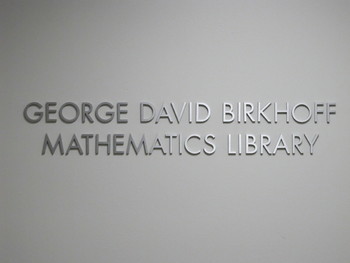 GEORGE DAVID BIRKHOFF
MATHEMATICS LIBRARY